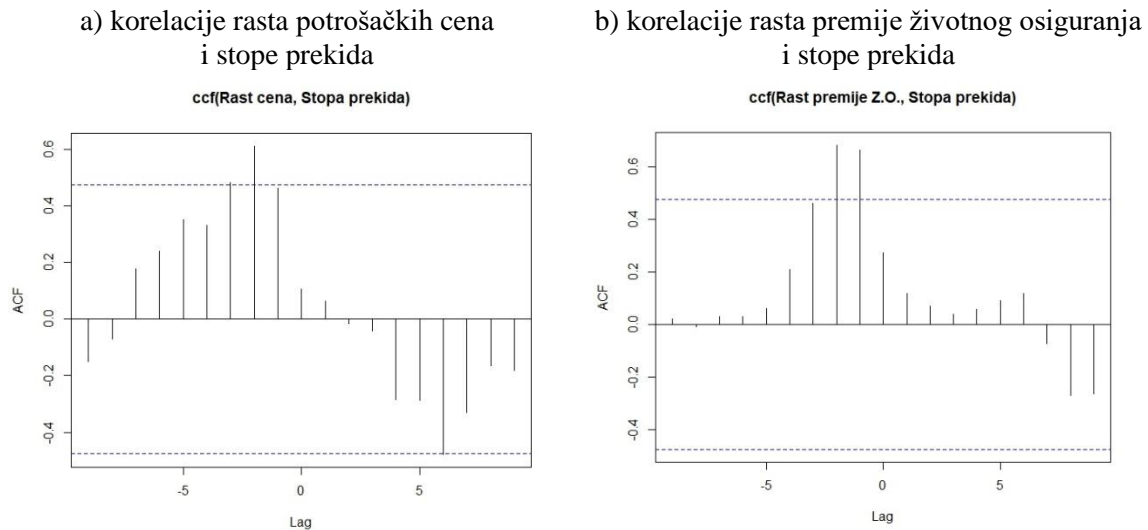 a) korelacije rasta potrošačkih cena
i stope prekida
ccf(Rast cena, Stopa prekida)
ACF
0.6
0.4
0.2
0.0
-0.2
-0.4
-5
0
5
Lag
b) korelacije rasta premije životnog osiguranja
i stope prekida
ccf(Rast premije Z.O., Stopa prekida)
ACF
0.6
0.4
0.2
0.0
-0.2
-0.4
-5
0
5
Lag